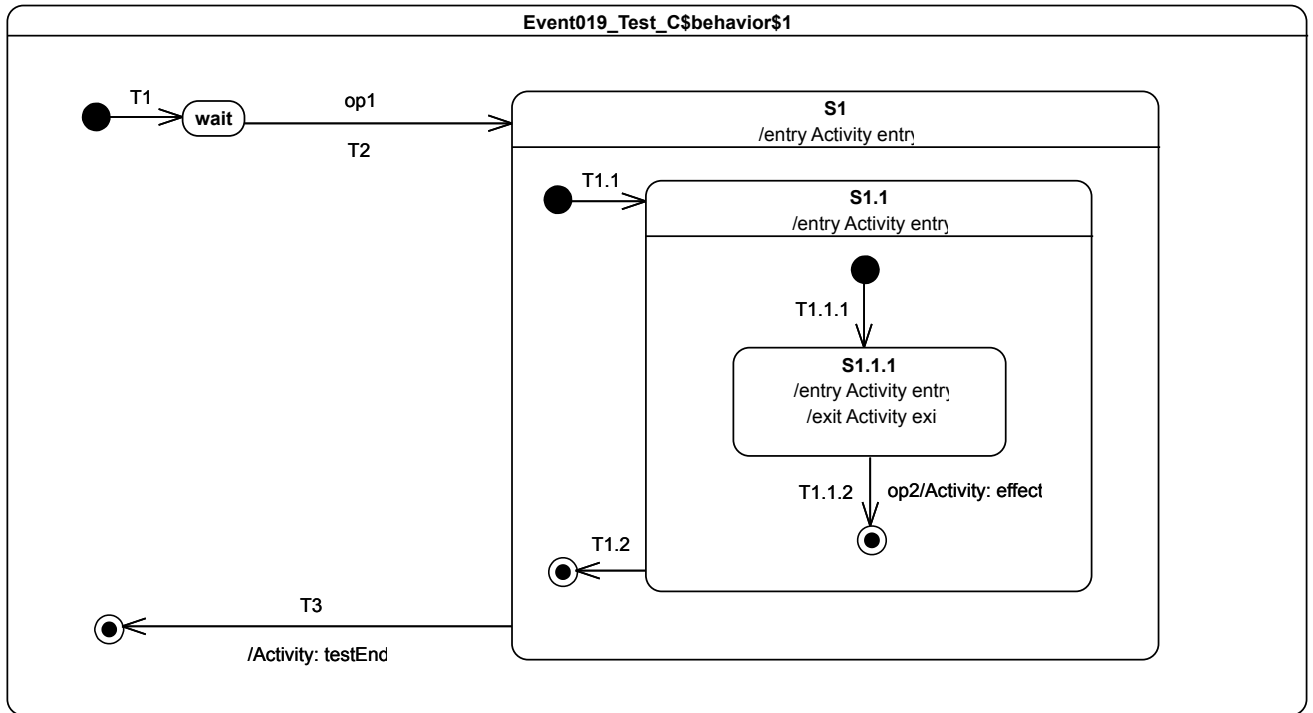 Event019_Test_C$behavior$1
T1
wait
op1
T2
S1
/entry Activity entry
T1.1
S1.1
/entry Activity entry
T1.1.1
S1.1.1
/entry Activity entry
/exit Activity exi
T1.1.2
op2/Activity: effect
T1.2
T3
/Activity: testEnd